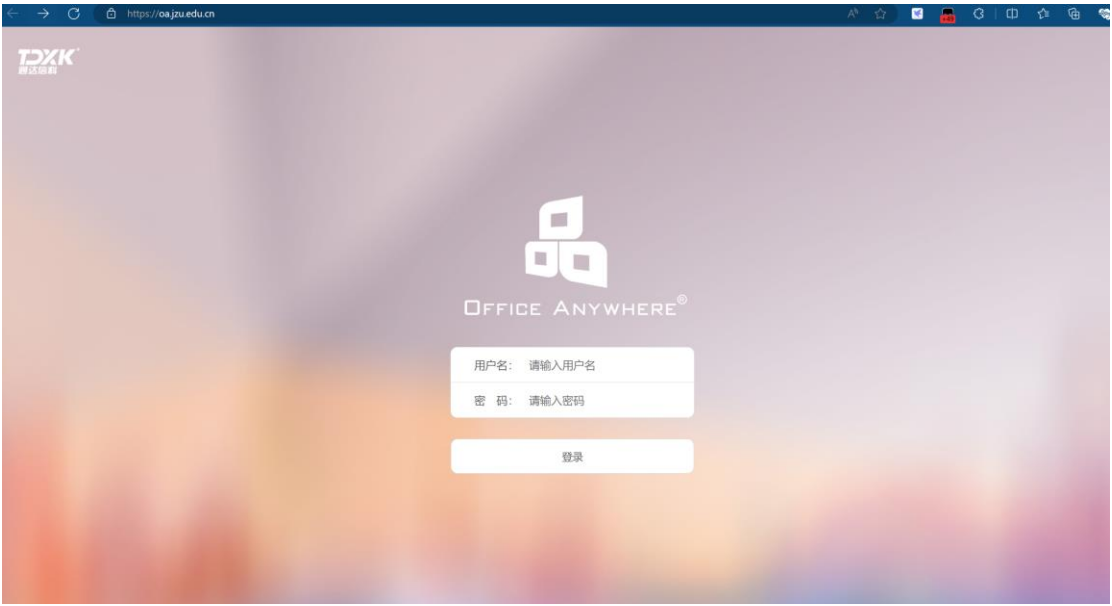 https://oa.jzu.edu.cn
TDXK
通达信科
OFFICE ANYWHERE®
用户名: 请输入用户名
密 码: 请输入密码
登录